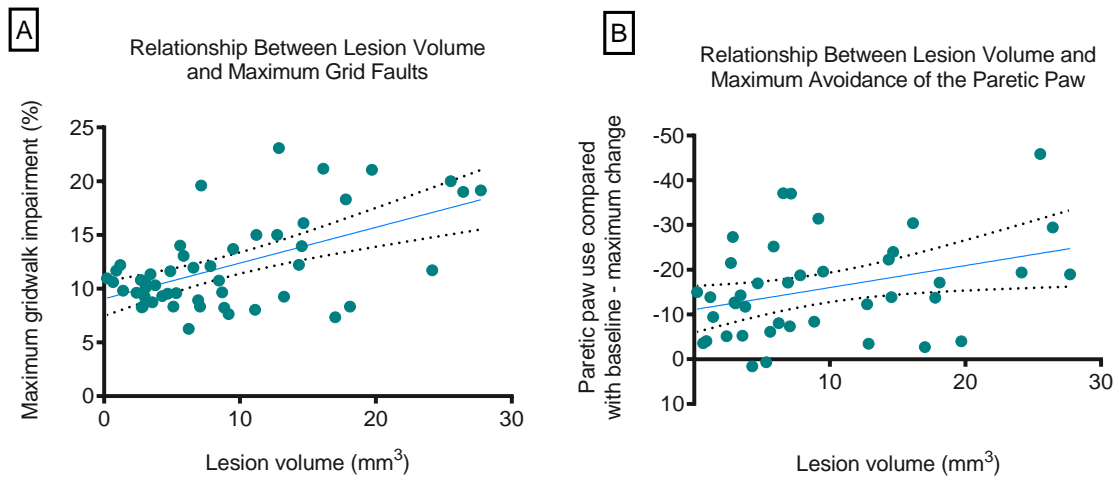 A
Relationship Between Lesion Volume
and Maximum Grid Faults
Maximum gridwalk impairment (%)
25
20
15
10
5
0
0
10
20
30
Lesion volume (mm³)
B
Relationship Between Lesion Volume and
Maximum Avoidance of the Paretic Paw
Paretic paw use compared
with baseline - maximum change
-50
-40
-30
-20
-10
0
10
10
20
30
Lesion volume (mm³)